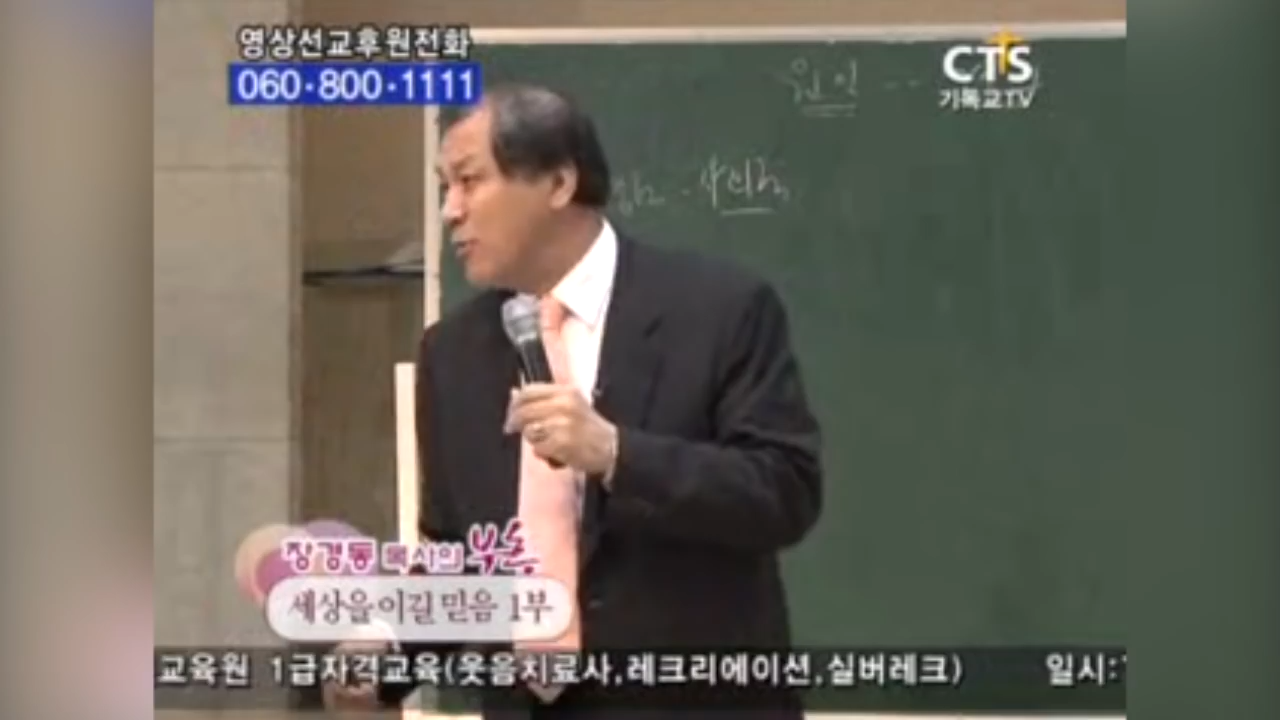 영상선교후원전화
060·800·1111
CTS
기독교TV
원인
장경동 목사의
세상을 이길 믿음 1부
교육원 1급자격교육(웃음치료사,레크리에이션,실버레크) 일시: